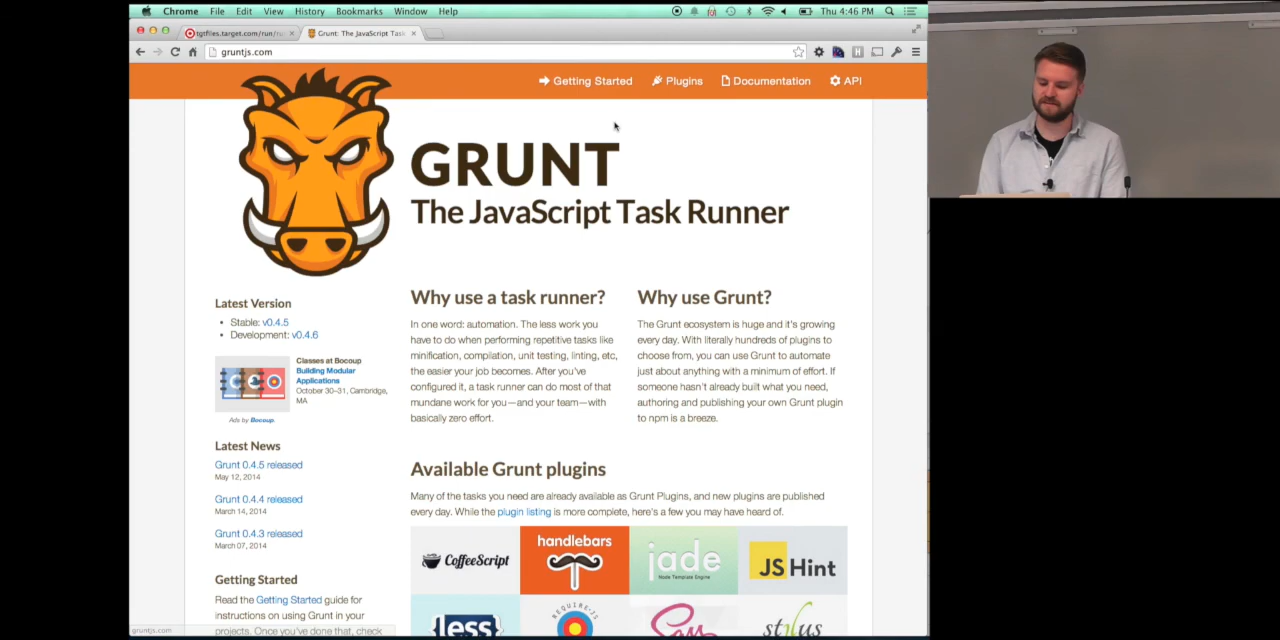 Chrome File Edit View History Bookmarks Window Help Thu 4:46 PM
Grunt: The JavaScript Task
gruntjs.com
Getting Started Plugins Documentation API
GRUNT
The JavaScript Task Runner
Latest Version
Stable: v0.4.5
Development: v0.4.6
Classes at Bocoup
Building Modular
Applications
October 30–31, Cambridge,
MA
Ads by Bocoup.
Latest News
Grunt 0.4.5 released
May 12, 2014
Grunt 0.4.4 released
March 14, 2014
Grunt 0.4.3 released
March 07, 2014
Getting Started
Read the Getting Started guide for
instructions on using Grunt in your
projects. Once you've done that, check
Why use a task runner?
In one word: automation. The less work you
have to do when performing repetitive tasks like
minification, compilation, unit testing, linting, etc,
the easier your job becomes. After you've
configured it, a task runner can do most of that
mundane work for you—and your team—with
basically zero effort.
Why use Grunt?
The Grunt ecosystem is huge and it's growing
every day. With literally hundreds of plugins to
choose from, you can use Grunt to automate
just about anything with a minimum of effort. If
someone hasn't already built what you need,
authoring and publishing your own Grunt plugin
to npm is a breeze.
Available Grunt plugins
Many of the tasks you need are already available as Grunt Plugins, and new plugins are published
every day. While the plugin listing is more complete, here's a few you may have heard of.
CoffeeScript
handlebars
jade
Node Template Engine
JS Hint
{less}
REQUIRE·JS
Sass
stylus
gruntjs.com